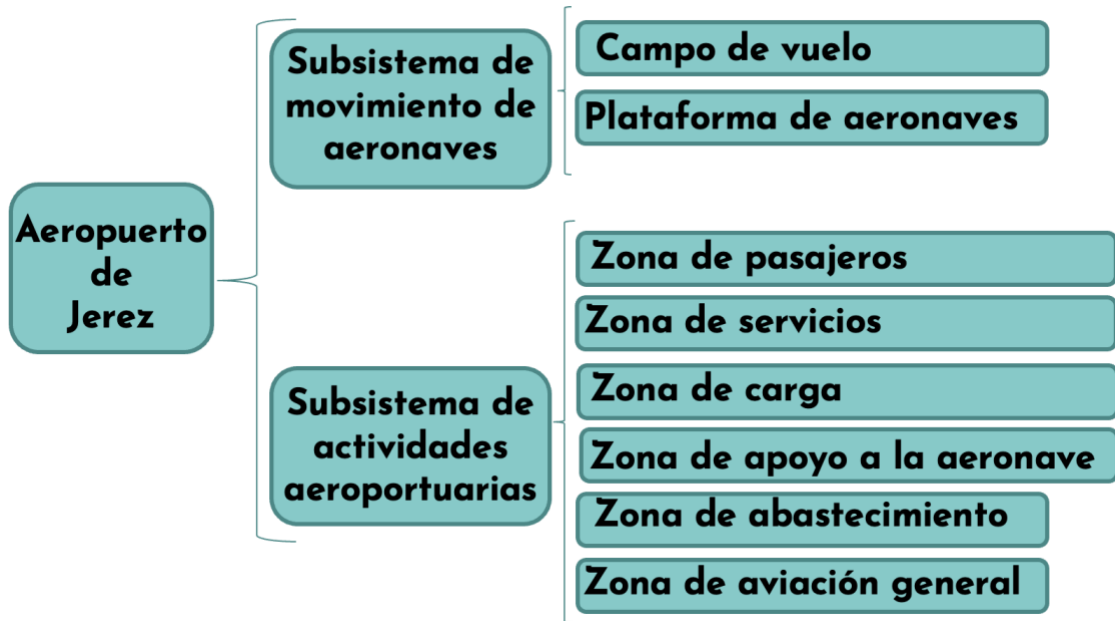 Aeropuerto
de
Jerez
Subsistema de
movimiento de
aeronaves
Campo de vuelo
Plataforma de aeronaves
Subsistema de
actividades
aeroportuarias
Zona de pasajeros
Zona de servicios
Zona de carga
Zona de apoyo a la aeronave
Zona de abastecimiento
Zona de aviación general